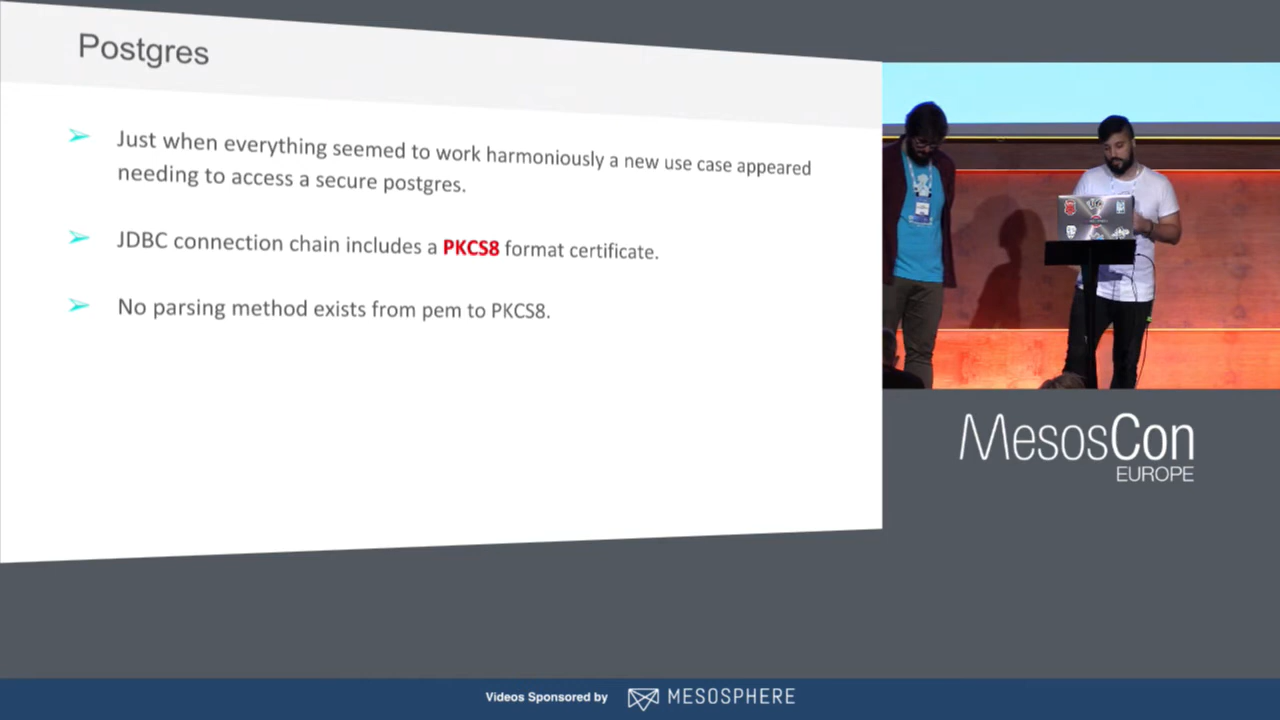 Postgres
Just when everything seemed to work harmoniously a new use case appeared
needing to access a secure postgres.
JDBC connection chain includes a PKCS8 format certificate.
No parsing method exists from pem to PKCS8.
MesosCon
EUROPE
Videos Sponsored by MESOSPHERE